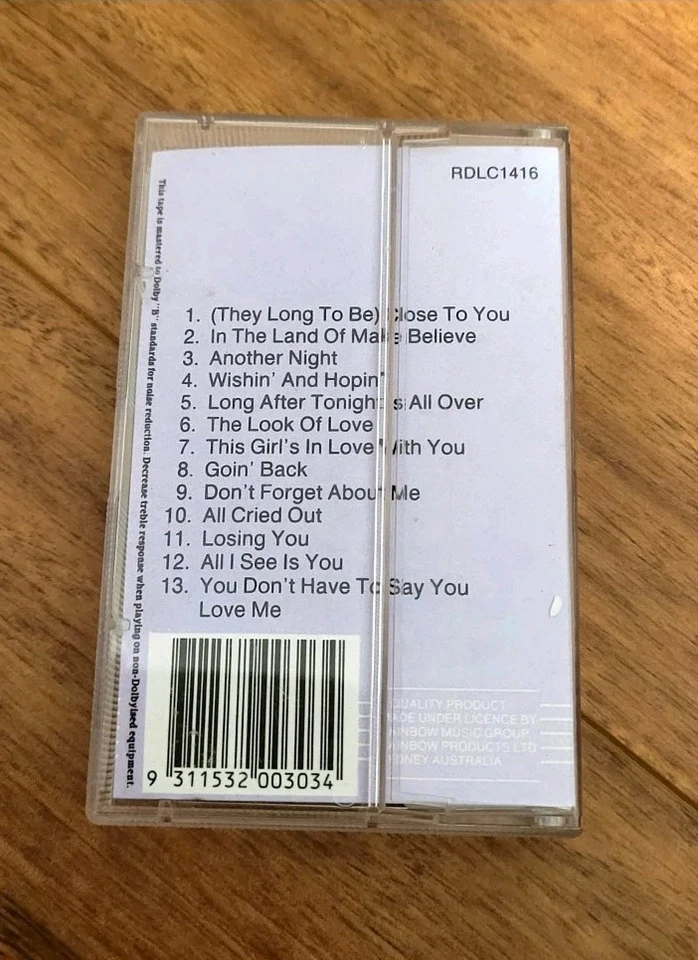 RDLC1416
This tape is mastered to Dolby "B" standards for noise reduction. Decrease treble response when playing on non-Dolbyised equipment.
1. (They Long To Be) Close To You
2. In The Land Of Make Believe
3. Another Night
4. Wishin' And Hopin'
5. Long After Tonight Is All Over
6. The Look Of Love
7. This Girl's In Love With You
8. Goin' Back
9. Don't Forget About Me
10. All Cried Out
11. Losing You
12. All I See Is You
13. You Don't Have To Say You
Love Me
9 311532 003034
QUALITY PRODUCT
MADE UNDER LICENCE BY
RAINBOW MUSIC GROUP
RAINBOW PRODUCTS LTD
SYDNEY AUSTRALIA